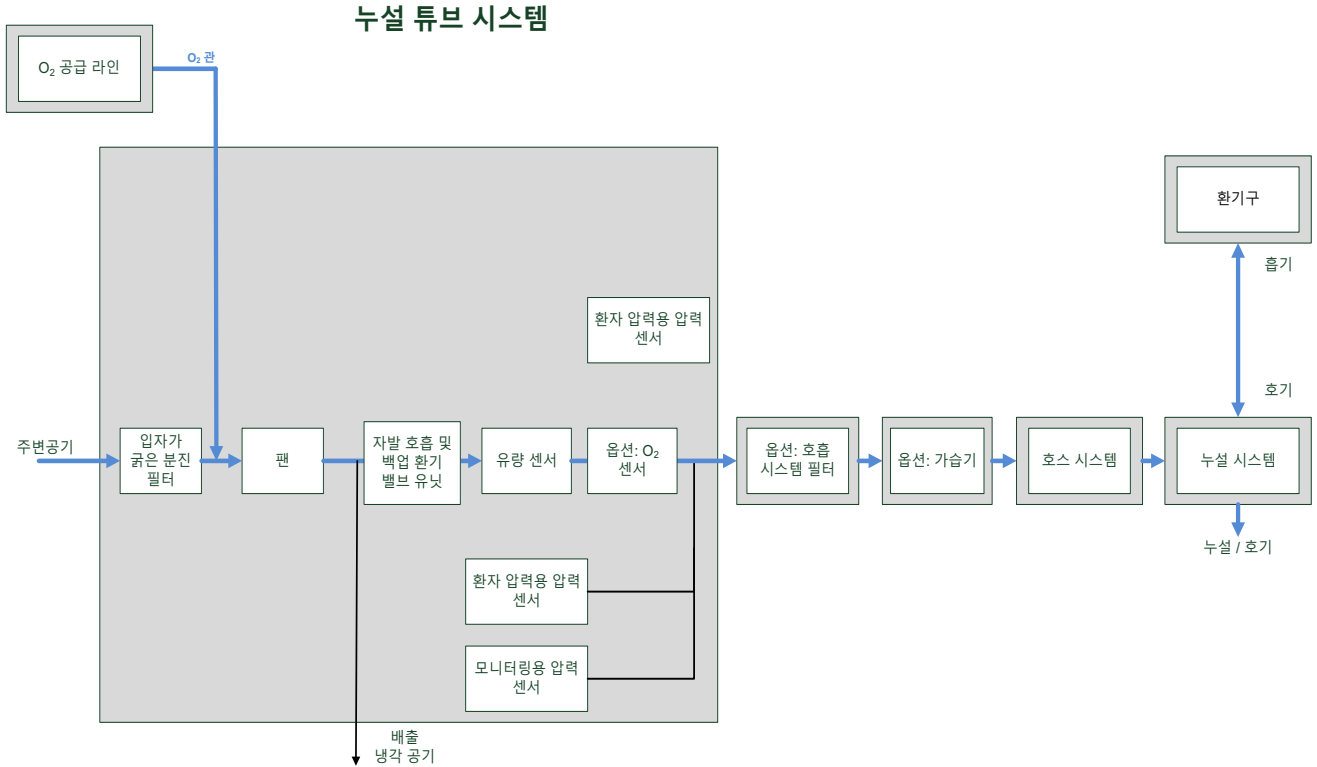 누설 튜브 시스템
O₂ 공급 라인
O₂ 관
환기구
흡기
환자 압력용 압력
센서
호기
주변공기
입자가
굵은 분진
필터
팬
자발 호흡 및
백업 환기
밸브 유닛
유량 센서
옵션: O₂
센서
옵션: 호흡
시스템 필터
옵션: 가습기
호스 시스템
누설 시스템
누설 / 호기
환자 압력용 압력
센서
모니터링용 압력
센서
배출
냉각 공기